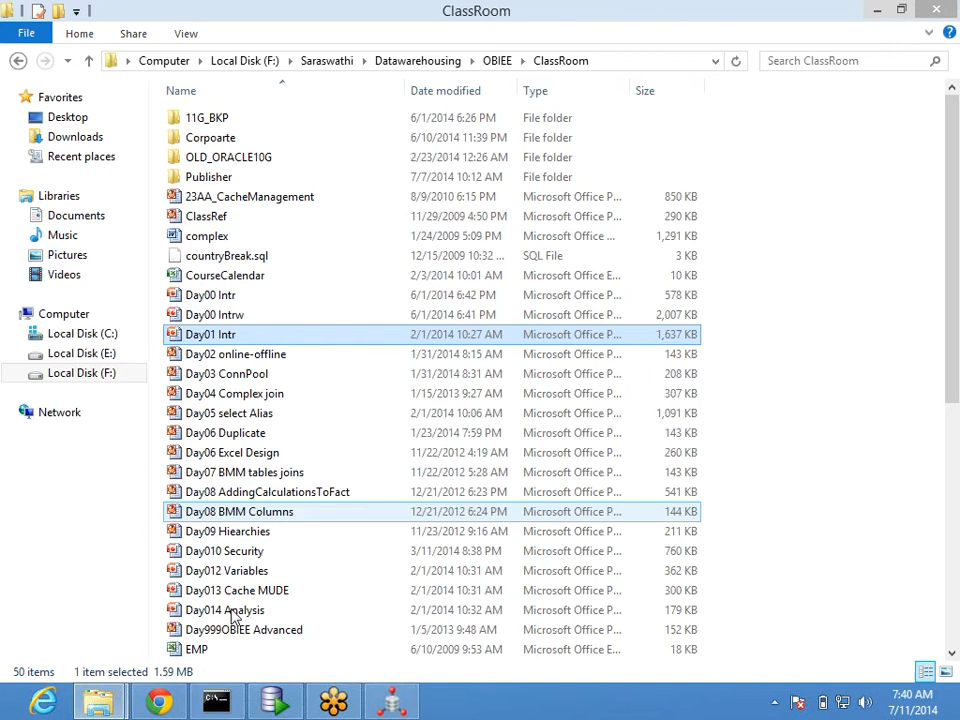 ClassRoom
File Home Share View
Computer Local Disk (F:) Saraswathi Datawarehousing OBIEE ClassRoom Search ClassRoom
Name Date modified Type Size
Favorites
Desktop
Downloads
Recent places
Libraries
Documents
Music
Pictures
Videos
Computer
Local Disk (C:)
Local Disk (E:)
Local Disk (F:)
Network
11G_BKP 6/1/2014 6:26 PM File folder
Corpoarte 6/10/2014 11:39 PM File folder
OLD_ORACLE10G 2/23/2014 12:26 AM File folder
Publisher 7/7/2014 10:12 AM File folder
23AA_CacheManagement 8/9/2010 6:15 PM Microsoft Office P... 850 KB
ClassRef 11/29/2009 4:50 PM Microsoft Office P... 290 KB
complex 1/24/2009 5:09 PM Microsoft Office ... 1,291 KB
countryBreak.sql 12/15/2009 10:32 ... SQL File 3 KB
CourseCalendar 2/3/2014 10:01 AM Microsoft Office E... 10 KB
Day00 Intr 6/1/2014 6:42 PM Microsoft Office P... 578 KB
Day00 Intrw 6/1/2014 6:41 PM Microsoft Office P... 2,007 KB
Day01 Intr 2/1/2014 10:27 AM Microsoft Office P... 1,637 KB
Day02 online-offline 1/31/2014 8:15 AM Microsoft Office P... 143 KB
Day03 ConnPool 1/31/2014 8:31 AM Microsoft Office P... 208 KB
Day04 Complex join 1/15/2013 9:27 AM Microsoft Office P... 307 KB
Day05 select Alias 2/1/2014 10:06 AM Microsoft Office P... 1,091 KB
Day06 Duplicate 1/23/2014 7:59 PM Microsoft Office P... 143 KB
Day06 Excel Design 11/22/2012 4:19 AM Microsoft Office P... 260 KB
Day07 BMM tables joins 11/22/2012 5:28 AM Microsoft Office P... 143 KB
Day08 AddingCalculationsToFact 12/21/2012 6:23 PM Microsoft Office P... 541 KB
Day08 BMM Columns 12/21/2012 6:24 PM Microsoft Office P... 144 KB
Day09 Hiearchies 11/23/2012 9:16 AM Microsoft Office P... 211 KB
Day010 Security 3/11/2014 8:38 PM Microsoft Office P... 760 KB
Day012 Variables 2/1/2014 10:31 AM Microsoft Office P... 362 KB
Day013 Cache MUDE 2/1/2014 10:31 AM Microsoft Office P... 300 KB
Day014 Analysis 2/1/2014 10:32 AM Microsoft Office P... 179 KB
Day999OBIEE Advanced 1/5/2013 9:48 AM Microsoft Office P... 152 KB
EMP 6/10/2009 9:53 AM Microsoft Office E... 18 KB
50 items 1 item selected 1.59 MB
7:40 AM
7/11/2014